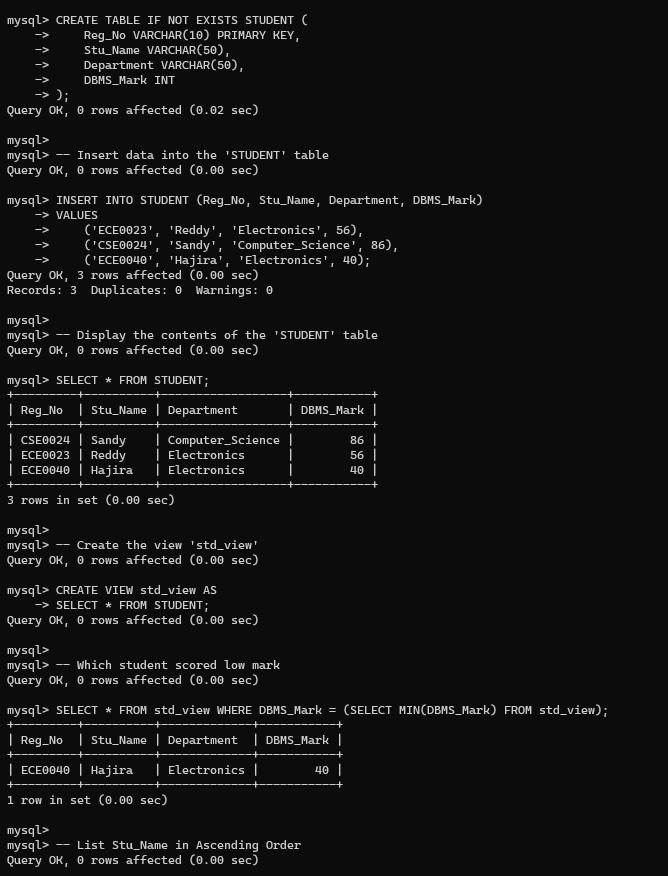 mysql> CREATE TABLE IF NOT EXISTS STUDENT (
    ->     Reg_No VARCHAR(10) PRIMARY KEY,
    ->     Stu_Name VARCHAR(50),
    ->     Department VARCHAR(50),
    ->     DBMS_Mark INT
    -> );
Query OK, 0 rows affected (0.02 sec)

mysql>
mysql> -- Insert data into the 'STUDENT' table
Query OK, 0 rows affected (0.00 sec)

mysql> INSERT INTO STUDENT (Reg_No, Stu_Name, Department, DBMS_Mark)
    -> VALUES
    ->     ('ECE0023', 'Reddy', 'Electronics', 56),
    ->     ('CSE0024', 'Sandy', 'Computer_Science', 86),
    ->     ('ECE0040', 'Hajira', 'Electronics', 40);
Query OK, 3 rows affected (0.00 sec)
Records: 3  Duplicates: 0  Warnings: 0

mysql>
mysql> -- Display the contents of the 'STUDENT' table
Query OK, 0 rows affected (0.00 sec)

mysql> SELECT * FROM STUDENT;
+---------+----------+------------------+-----------+
| Reg_No  | Stu_Name | Department       | DBMS_Mark |
+---------+----------+------------------+-----------+
| CSE0024 | Sandy    | Computer_Science |        86 |
| ECE0023 | Reddy    | Electronics      |        56 |
| ECE0040 | Hajira   | Electronics      |        40 |
+---------+----------+------------------+-----------+
3 rows in set (0.00 sec)

mysql>
mysql> -- Create the view 'std_view'
Query OK, 0 rows affected (0.00 sec)

mysql> CREATE VIEW std_view AS
    -> SELECT * FROM STUDENT;
Query OK, 0 rows affected (0.00 sec)

mysql>
mysql> -- Which student scored low mark
Query OK, 0 rows affected (0.00 sec)

mysql> SELECT * FROM std_view WHERE DBMS_Mark = (SELECT MIN(DBMS_Mark) FROM std_view);
+---------+----------+-------------+-----------+
| Reg_No  | Stu_Name | Department  | DBMS_Mark |
+---------+----------+-------------+-----------+
| ECE0040 | Hajira   | Electronics |        40 |
+---------+----------+-------------+-----------+
1 row in set (0.00 sec)

mysql>
mysql> -- List Stu_Name in Ascending Order
Query OK, 0 rows affected (0.00 sec)